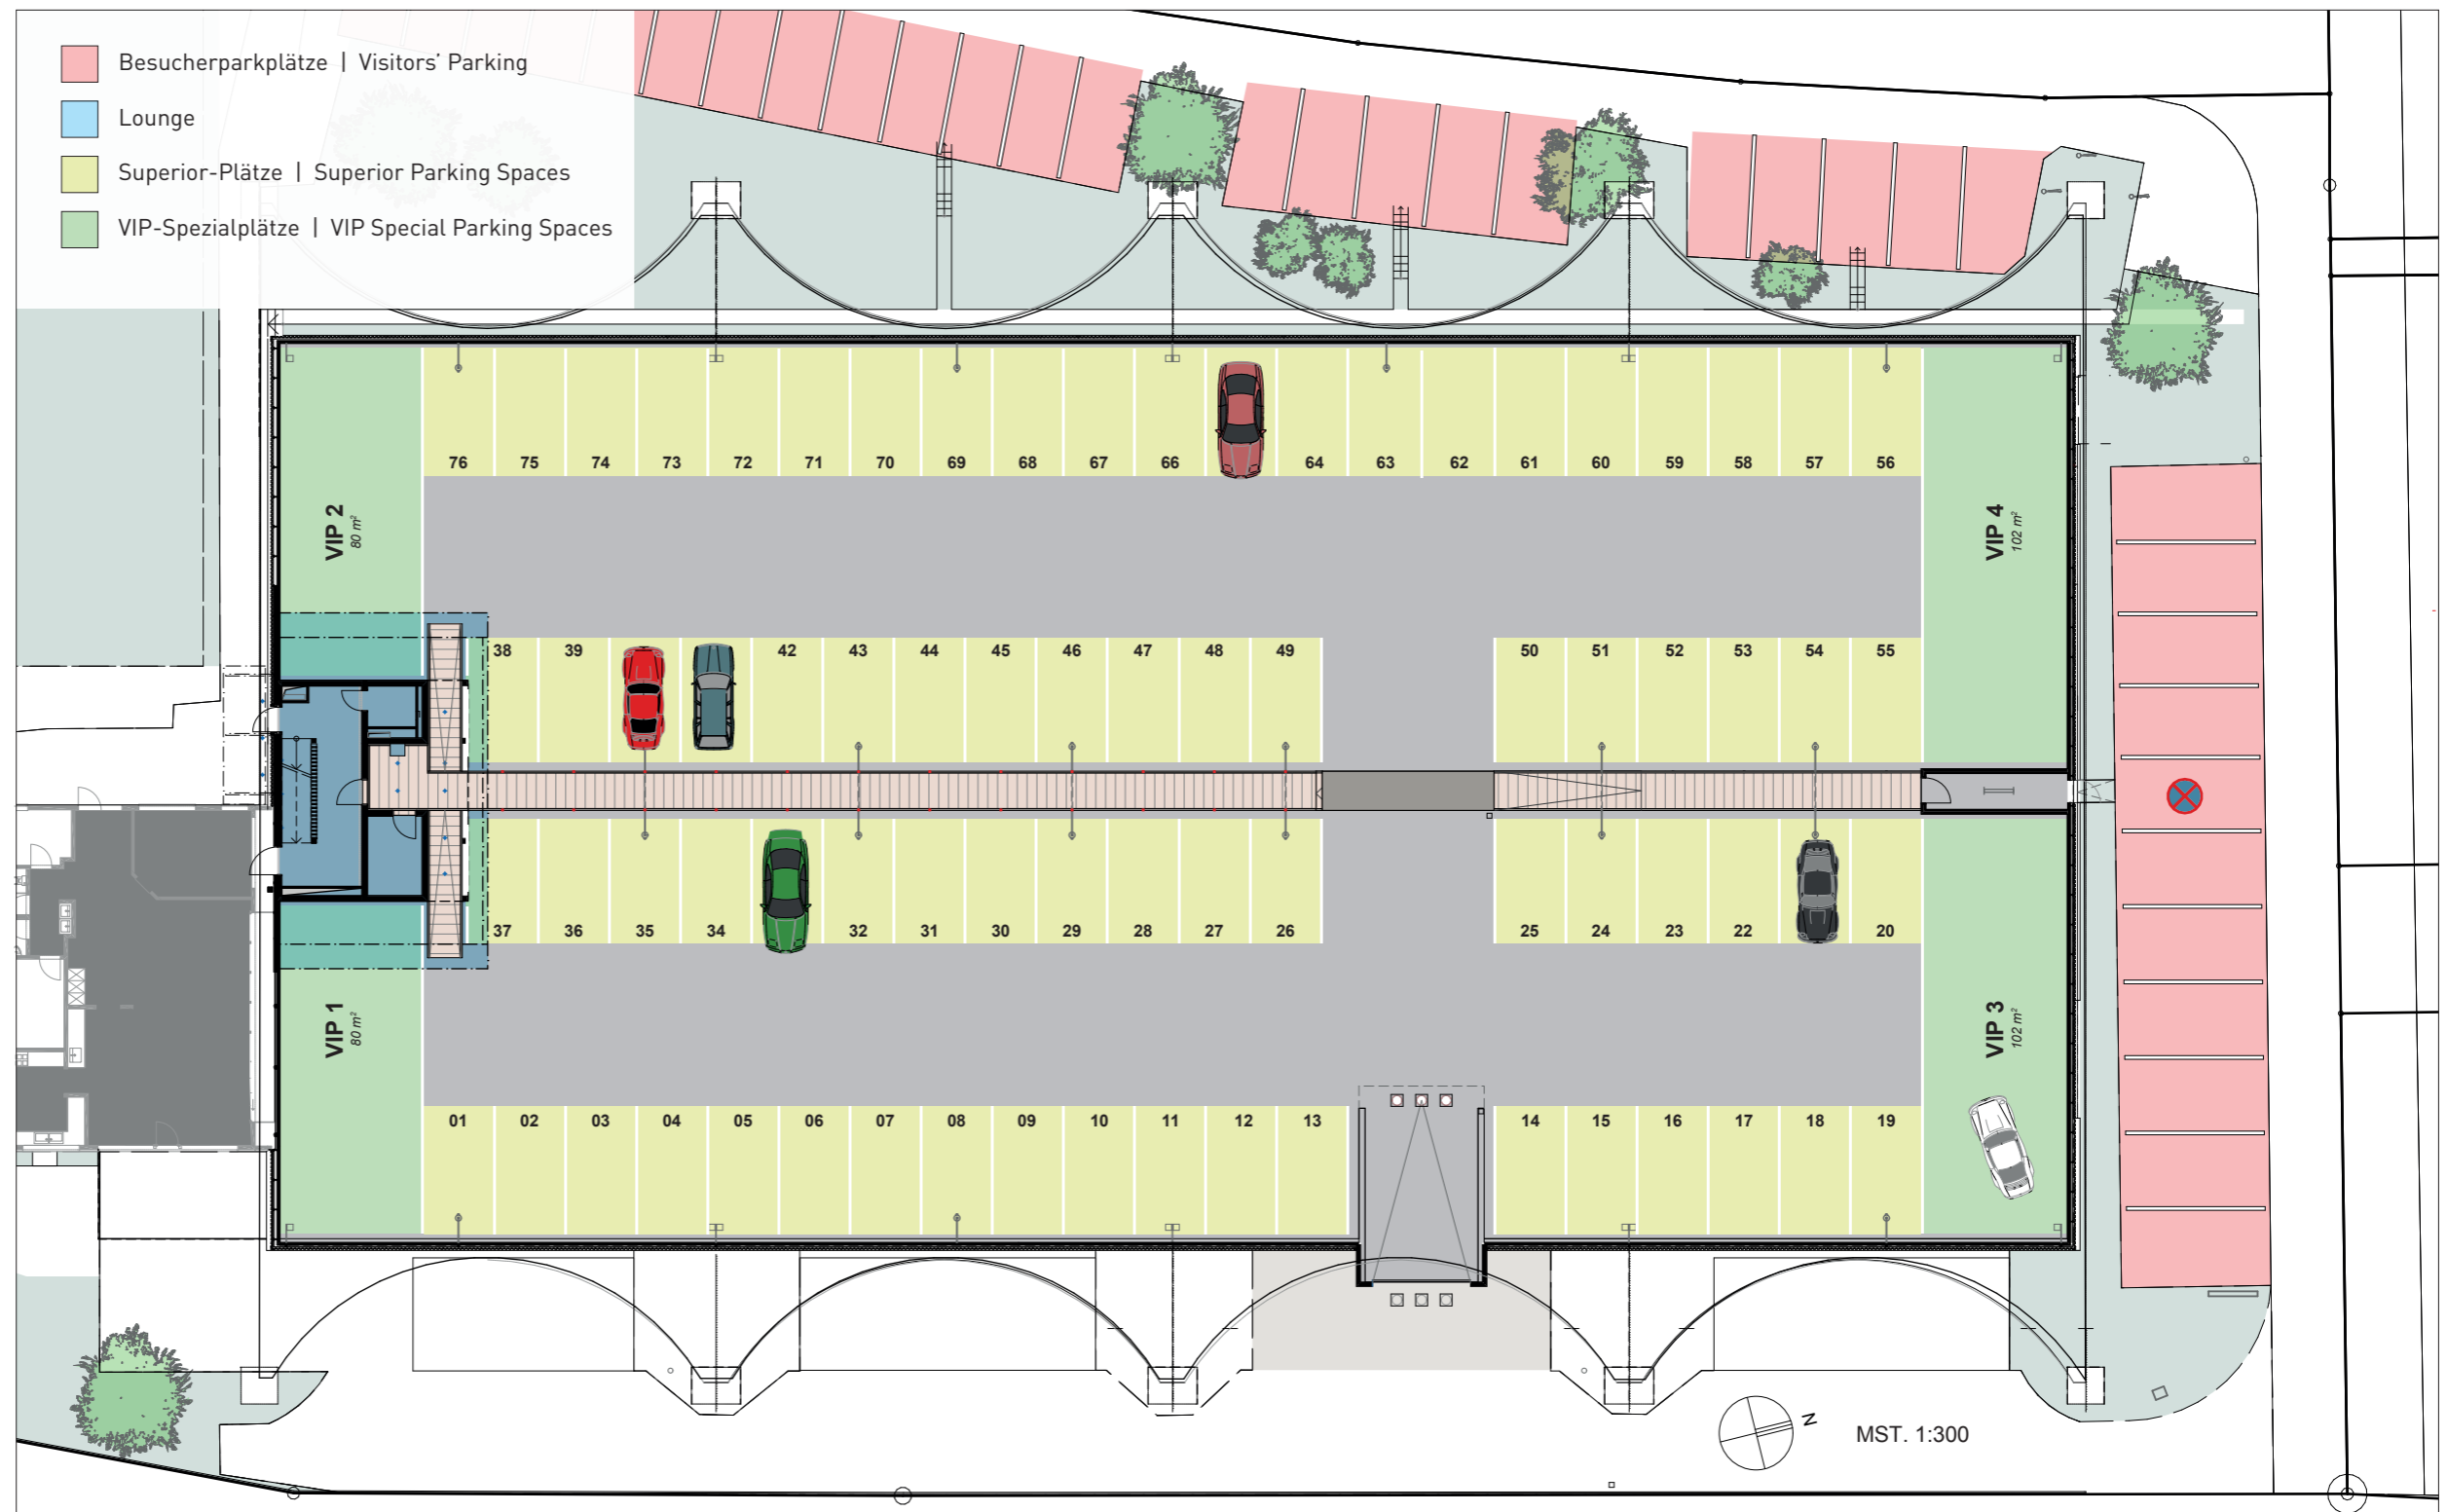 Besucherparkplätze | Visitors' Parking
Lounge
Superior-Plätze | Superior Parking Spaces
VIP-Spezialplätze | VIP Special Parking Spaces
76 75 74 73 72 71 70 69 68 67 66 64 63 62 61 60 59 58 57 56
VIP 2
80 m²
VIP 4
102 m²
38 39 42 43 44 45 46 47 48 49 50 51 52 53 54 55
37 36 35 34 32 31 30 29 28 27 26 25 24 23 22 20
VIP 1
80 m²
VIP 3
102 m²
01 02 03 04 05 06 07 08 09 10 11 12 13 14 15 16 17 18 19
N
MST. 1:300